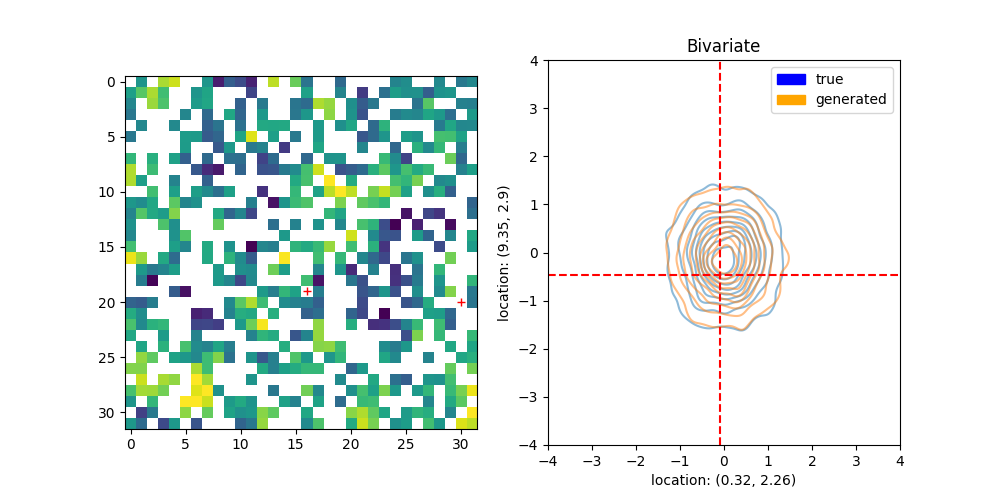 Bivariate
true
generated
0
5
10
15
20
25
30
0 5 10 15 20 25 30
4
3
2
1
0
−1
−2
−3
−4
−4 −3 −2 −1 0 1 2 3 4
location: (9.35, 2.9)
location: (0.32, 2.26)